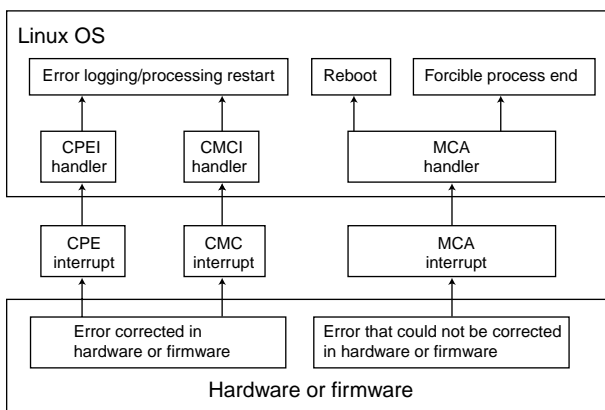 Linux OS
Error logging/processing restart
Reboot
Forcible process end
CPEI
handler
CMCI
handler
MCA
handler
CPE
interrupt
CMC
interrupt
MCA
interrupt
Error corrected in
hardware or firmware
Error that could not be corrected
in hardware or firmware
Hardware or firmware